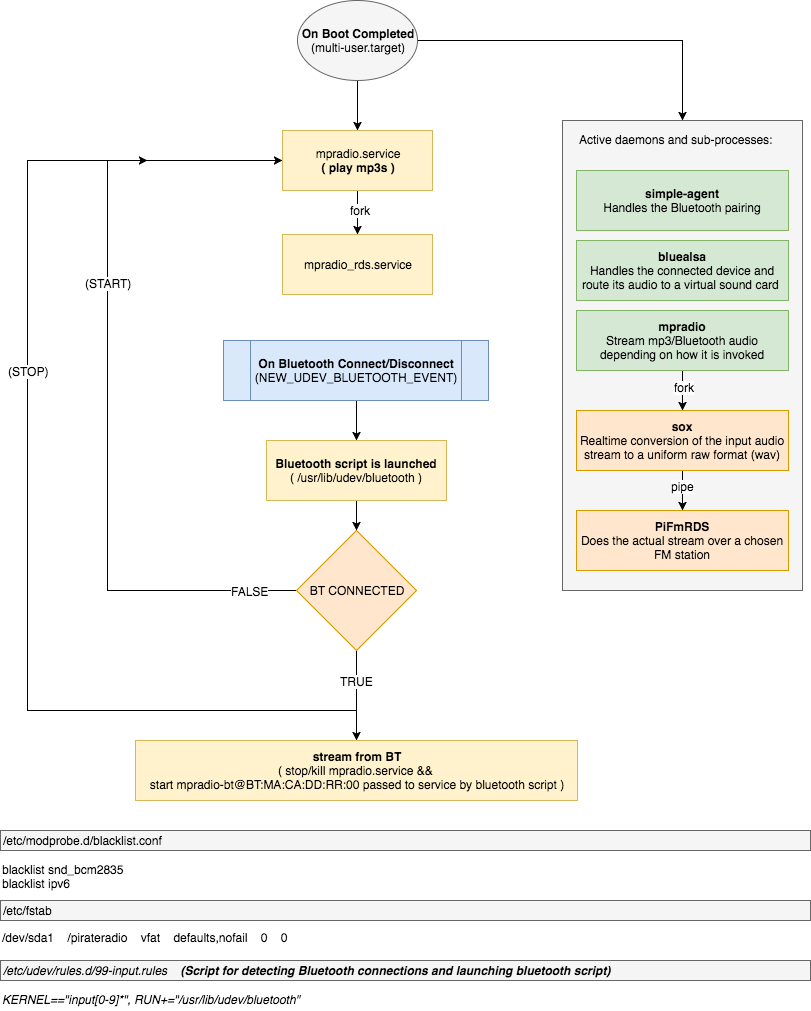 On Boot Completed
(multi-user.target)
mpradio.service
( play mp3s )
fork
mpradio_rds.service
(START)
(STOP)
On Bluetooth Connect/Disconnect
(NEW_UDEV_BLUETOOTH_EVENT)
Bluetooth script is launched
( /usr/lib/udev/bluetooth )
BT CONNECTED
FALSE
TRUE
stream from BT
( stop/kill mpradio.service &&
start mpradio-bt@BT:MA:CA:DD:RR:00 passed to service by bluetooth script )
Active daemons and sub-processes:
simple-agent
Handles the Bluetooth pairing
bluealsa
Handles the connected device and
route its audio to a virtual sound card
mpradio
Stream mp3/Bluetooth audio
depending on how it is invoked
fork
sox
Realtime conversion of the input audio
stream to a uniform raw format (wav)
pipe
PiFmRDS
Does the actual stream over a chosen
FM station
/etc/modprobe.d/blacklist.conf
blacklist snd_bcm2835
blacklist ipv6
/etc/fstab
/dev/sda1 /pirateradio vfat defaults,nofail 0 0
/etc/udev/rules.d/99-input.rules (Script for detecting Bluetooth connections and launching bluetooth script)
KERNEL=="input[0-9]*", RUN+="/usr/lib/udev/bluetooth"